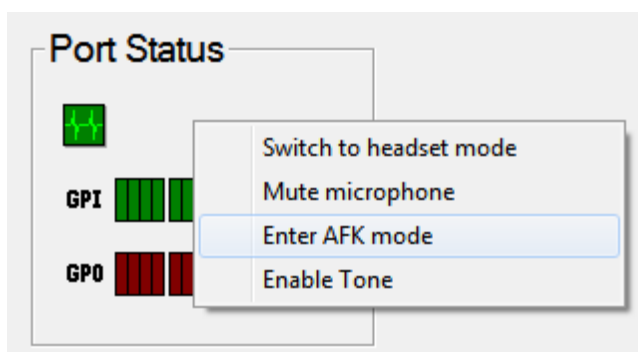 Port Status
Switch to headset mode
GPI
Mute microphone
Enter AFK mode
GPO
Enable Tone